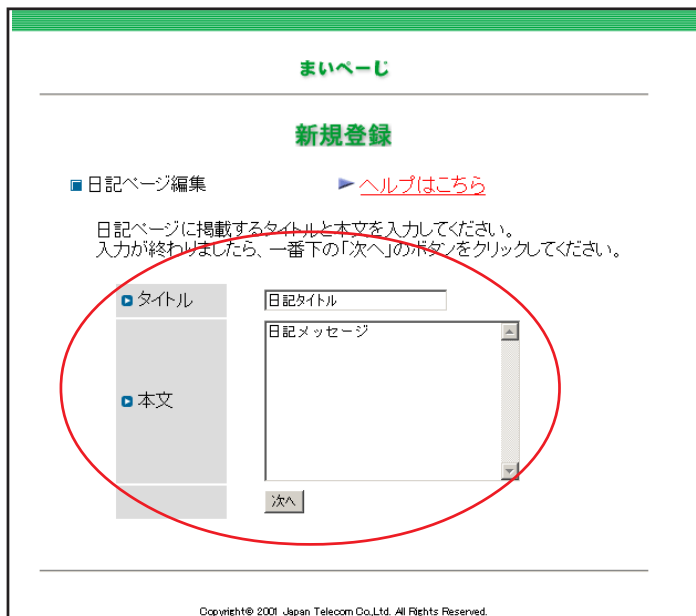 まいぺーじ
新規登録
日記ページ編集
ヘルプはこちら
日記ページに掲載するタイトルと本文を入力してください。
入力が終わりましたら、一番下の「次へ」のボタンをクリックしてください。
タイトル
日記タイトル
日記メッセージ
本文
次へ
Copyright© 2001 Japan Telecom Co.,Ltd. All Rights Reserved.